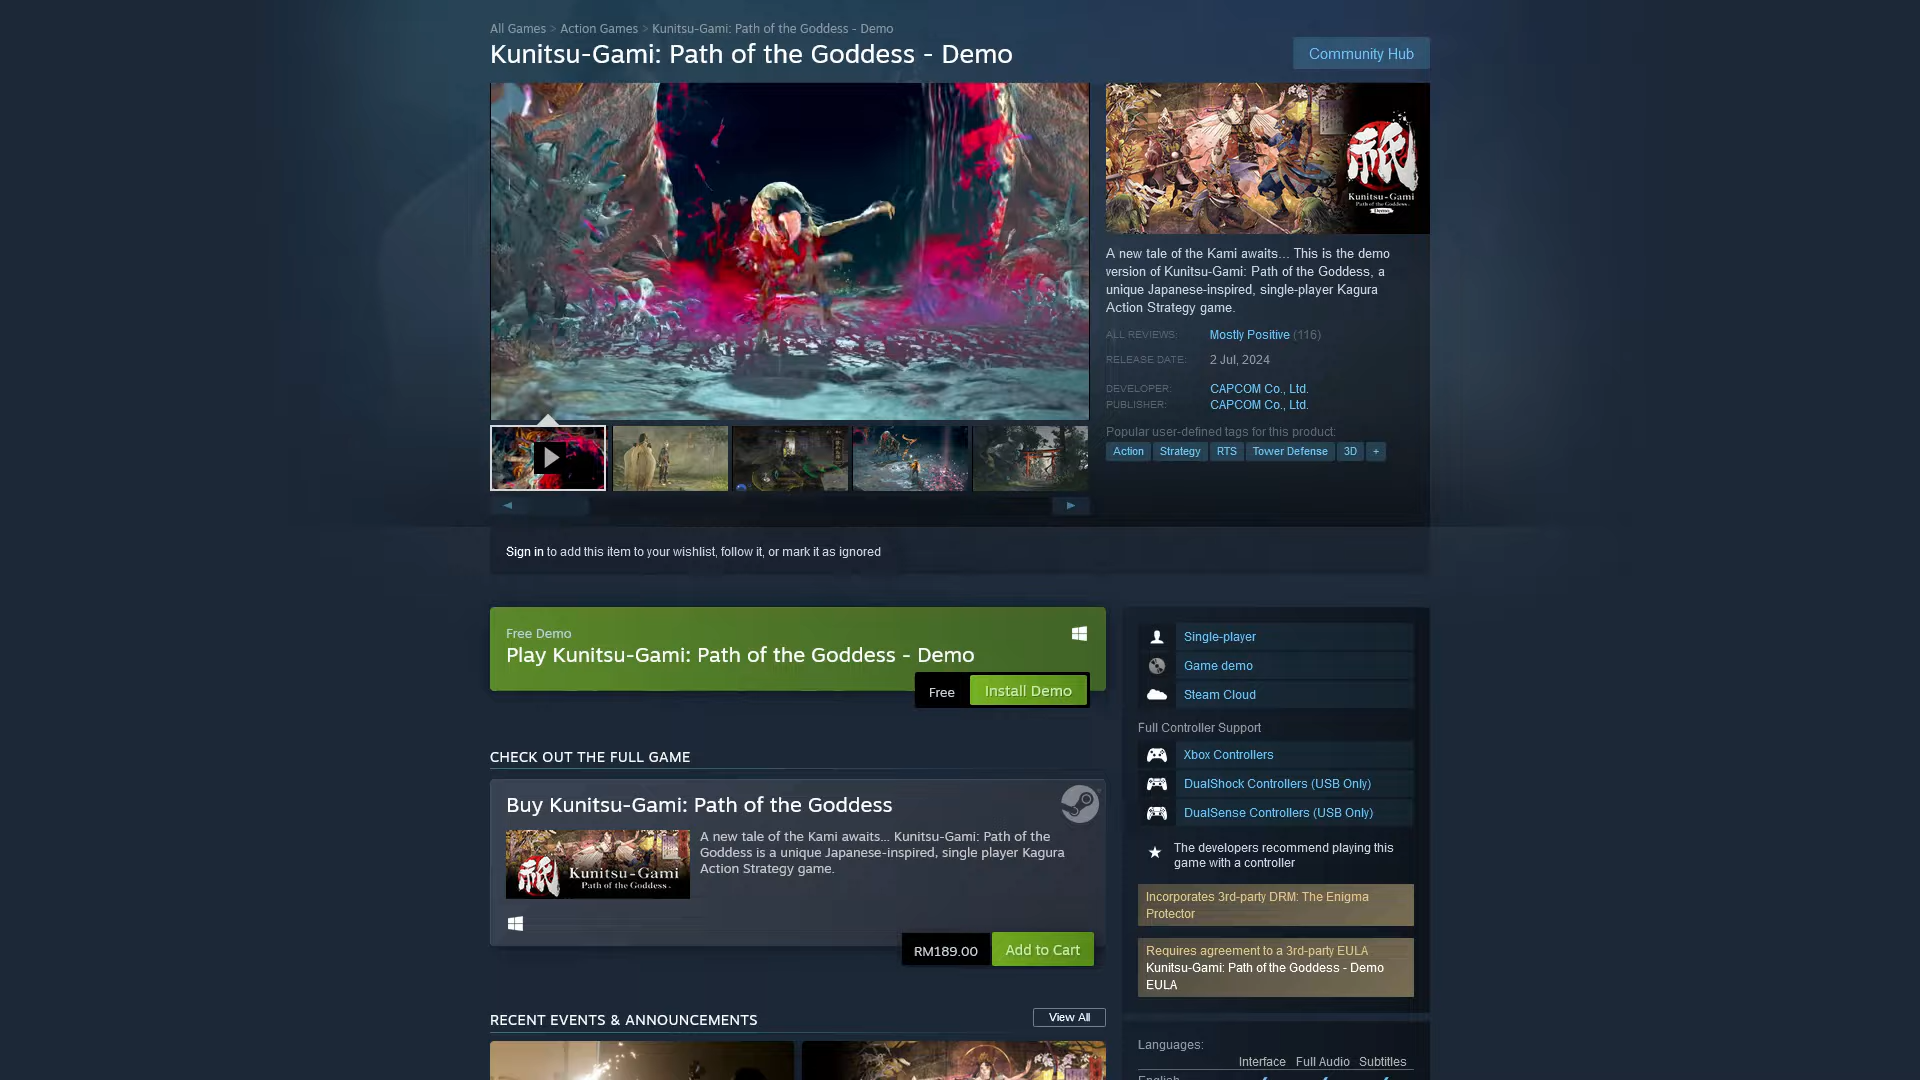 All Games > Action Games > Kunitsu-Gami: Path of the Goddess - Demo
Kunitsu-Gami: Path of the Goddess - Demo
Community Hub
祇
Kunitsu-Gami
Path of the Goddess
Demo
A new tale of the Kami awaits... This is the demo
version of Kunitsu-Gami: Path of the Goddess, a
unique Japanese-inspired, single-player Kagura
Action Strategy game.
ALL REVIEWS: Mostly Positive (116)
RELEASE DATE: 2 Jul, 2024
DEVELOPER: CAPCOM Co., Ltd.
PUBLISHER: CAPCOM Co., Ltd.
Popular user-defined tags for this product:
Action Strategy RTS Tower Defense 3D +
Sign in to add this item to your wishlist, follow it, or mark it as ignored
Free Demo
Play Kunitsu-Gami: Path of the Goddess - Demo
Free Install Demo
CHECK OUT THE FULL GAME
Buy Kunitsu-Gami: Path of the Goddess
祇
Kunitsu-Gami
Path of the Goddess
A new tale of the Kami awaits... Kunitsu-Gami: Path of the
Goddess is a unique Japanese-inspired, single player Kagura
Action Strategy game.
RM189.00 Add to Cart
RECENT EVENTS & ANNOUNCEMENTS
View All
Single-player
Game demo
Steam Cloud
Full Controller Support
Xbox Controllers
DualShock Controllers (USB Only)
DualSense Controllers (USB Only)
The developers recommend playing this
game with a controller
Incorporates 3rd-party DRM: The Enigma
Protector
Requires agreement to a 3rd-party EULA
Kunitsu-Gami: Path of the Goddess - Demo
EULA
Languages:
Interface Full Audio Subtitles
English